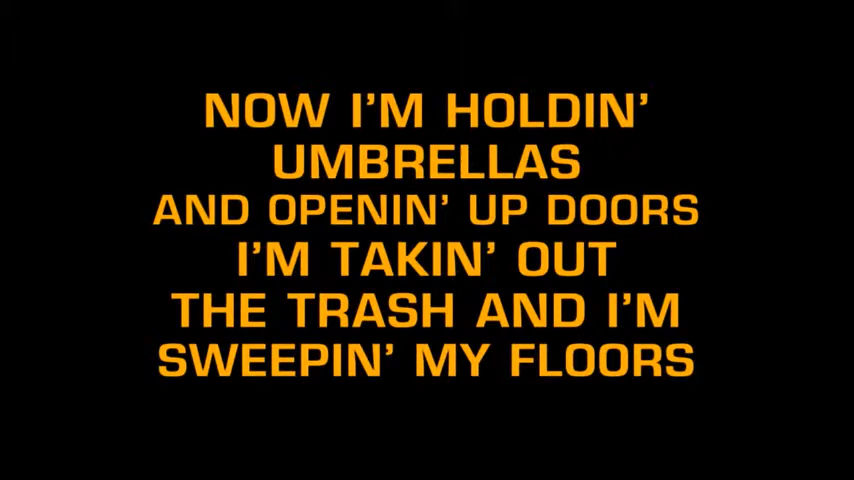 NOW I’M HOLDIN’
UMBRELLAS
AND OPENIN’ UP DOORS
I’M TAKIN’ OUT
THE TRASH AND I’M
SWEEPIN’ MY FLOORS